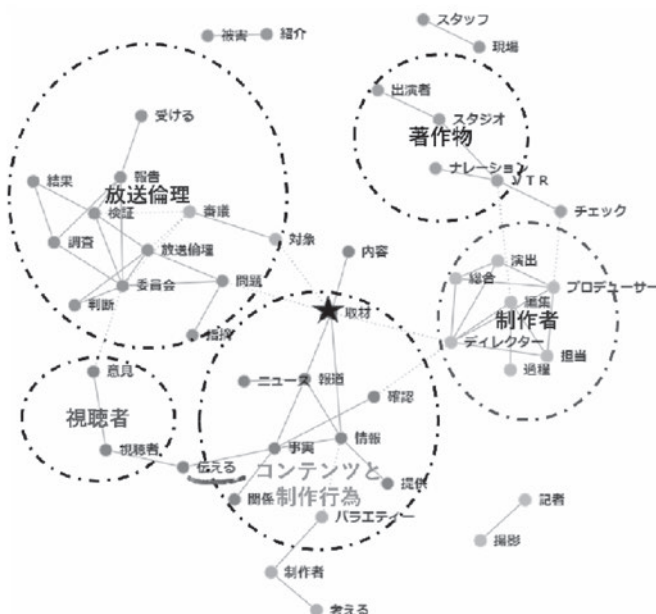 スタッフ
被害
紹介
現場
出演者
受ける
スタジオ
著作物
ナレーション
結果
報告
放送倫理
VTR
検証
審議
チェック
調査
対象
放送倫理
内容
演出
委員会
問題
総合
プロデューサー
判断
編集
取材
制作者
指摘
ディレクター
担当
意見
ニュース
報道
過程
確認
視聴者
視聴者
事実
情報
伝える
コンテンツと
制作行為
関係
提供
記者
バラエティー
撮影
制作者
考える